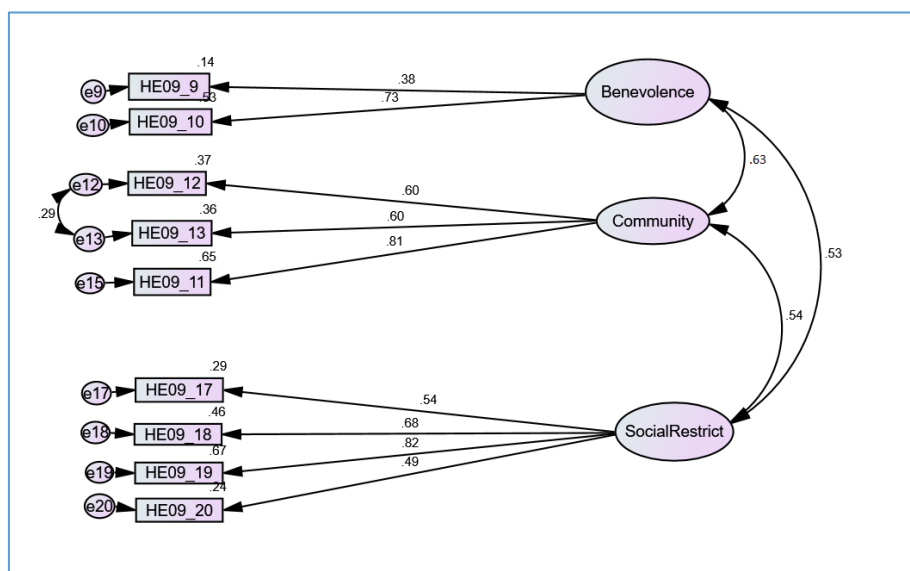 .14
e9
HE09_9
.38
Benevolence
.53
e10
HE09_10
.73
.63
.37
e12
HE09_12
.60
.29
.36
.60
Community
e13
HE09_13
.81
.65
e15
HE09_11
.53
.54
.29
e17
HE09_17
.54
.46
e18
HE09_18
.68
SocialRestrict
.67
.82
e19
HE09_19
.49
.24
e20
HE09_20